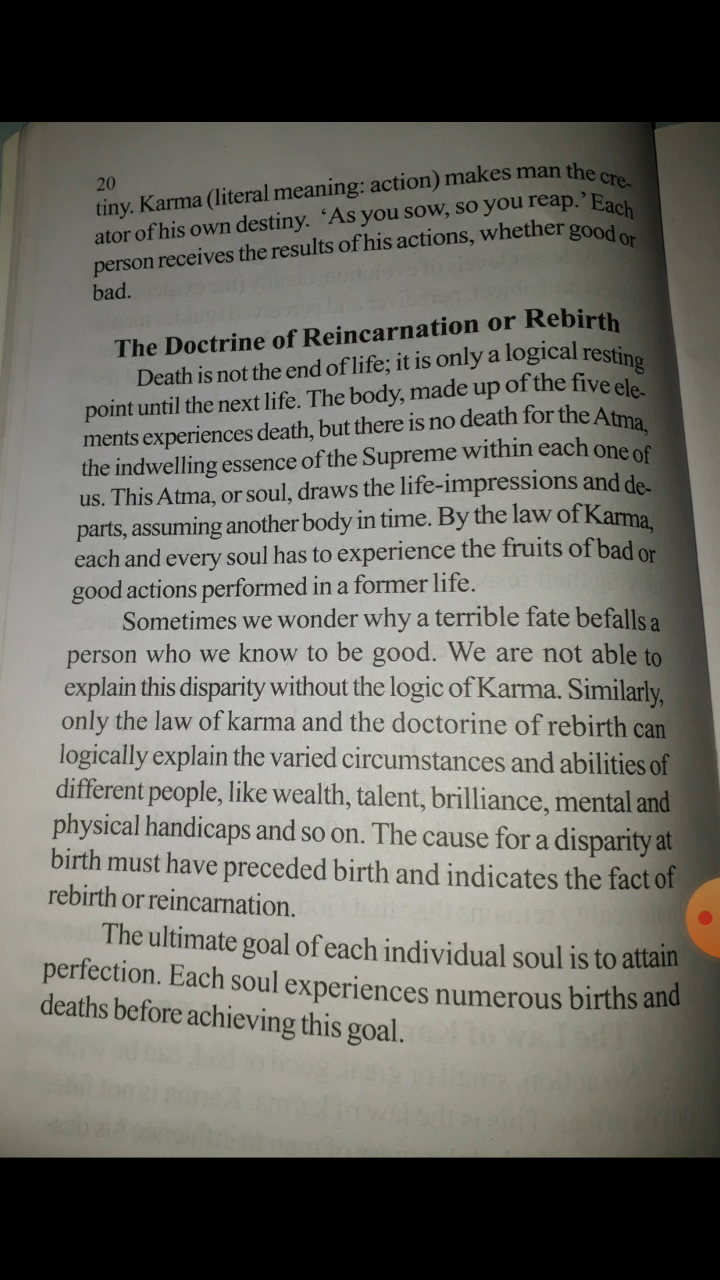 20
tiny. Karma (literal meaning: action) makes man the cre-
ator of his own destiny. ‘As you sow, so you reap.’ Each
person receives the results of his actions, whether good or
bad.
The Doctrine of Reincarnation or Rebirth
Death is not the end of life; it is only a logical resting
point until the next life. The body, made up of the five ele-
ments experiences death, but there is no death for the Atma,
the indwelling essence of the Supreme within each one of
us. This Atma, or soul, draws the life-impressions and de-
parts, assuming another body in time. By the law of Karma,
each and every soul has to experience the fruits of bad or
good actions performed in a former life.
Sometimes we wonder why a terrible fate befalls a
person who we know to be good. We are not able to
explain this disparity without the logic of Karma. Similarly,
only the law of karma and the doctorine of rebirth can
logically explain the varied circumstances and abilities of
different people, like wealth, talent, brilliance, mental and
physical handicaps and so on. The cause for a disparity at
birth must have preceded birth and indicates the fact of
rebirth or reincarnation.
The ultimate goal of each individual soul is to attain
perfection. Each soul experiences numerous births and
deaths before achieving this goal.